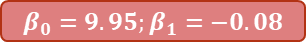 β₀ = 9.95; β₁ = −0.08